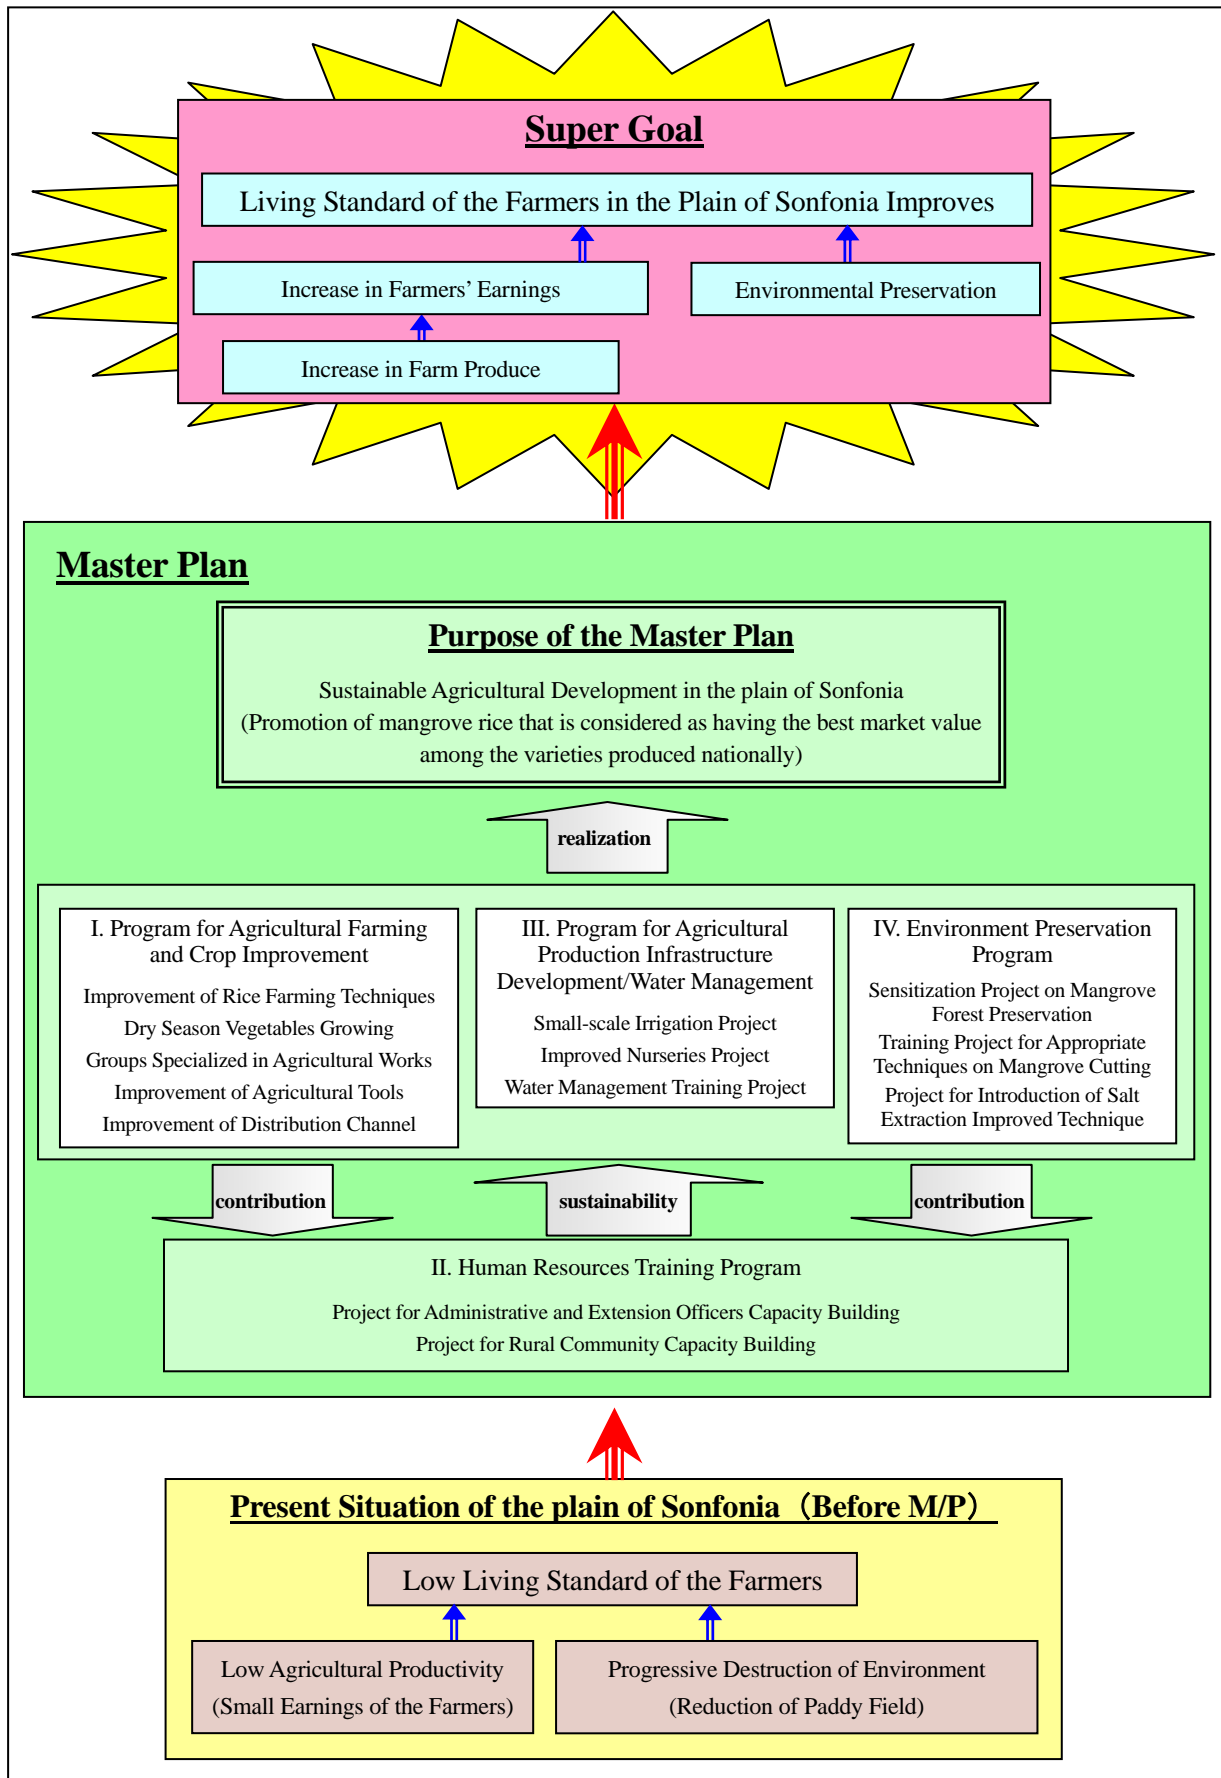 Super Goal
Living Standard of the Farmers in the Plain of Sonfonia Improves
Increase in Farmers' Earnings
Environmental Preservation
Increase in Farm Produce
Master Plan
Purpose of the Master Plan
Sustainable Agricultural Development in the plain of Sonfonia
(Promotion of mangrove rice that is considered as having the best market value
among the varieties produced nationally)
realization
I. Program for Agricultural Farming
and Crop Improvement
Improvement of Rice Farming Techniques
Dry Season Vegetables Growing
Groups Specialized in Agricultural Works
Improvement of Agricultural Tools
Improvement of Distribution Channel
III. Program for Agricultural
Production Infrastructure
Development/Water Management
Small-scale Irrigation Project
Improved Nurseries Project
Water Management Training Project
IV. Environment Preservation
Program
Sensitization Project on Mangrove
Forest Preservation
Training Project for Appropriate
Techniques on Mangrove Cutting
Project for Introduction of Salt
Extraction Improved Technique
contribution
sustainability
contribution
II. Human Resources Training Program
Project for Administrative and Extension Officers Capacity Building
Project for Rural Community Capacity Building
Present Situation of the plain of Sonfonia（Before M/P）
Low Living Standard of the Farmers
Low Agricultural Productivity
(Small Earnings of the Farmers)
Progressive Destruction of Environment
(Reduction of Paddy Field)